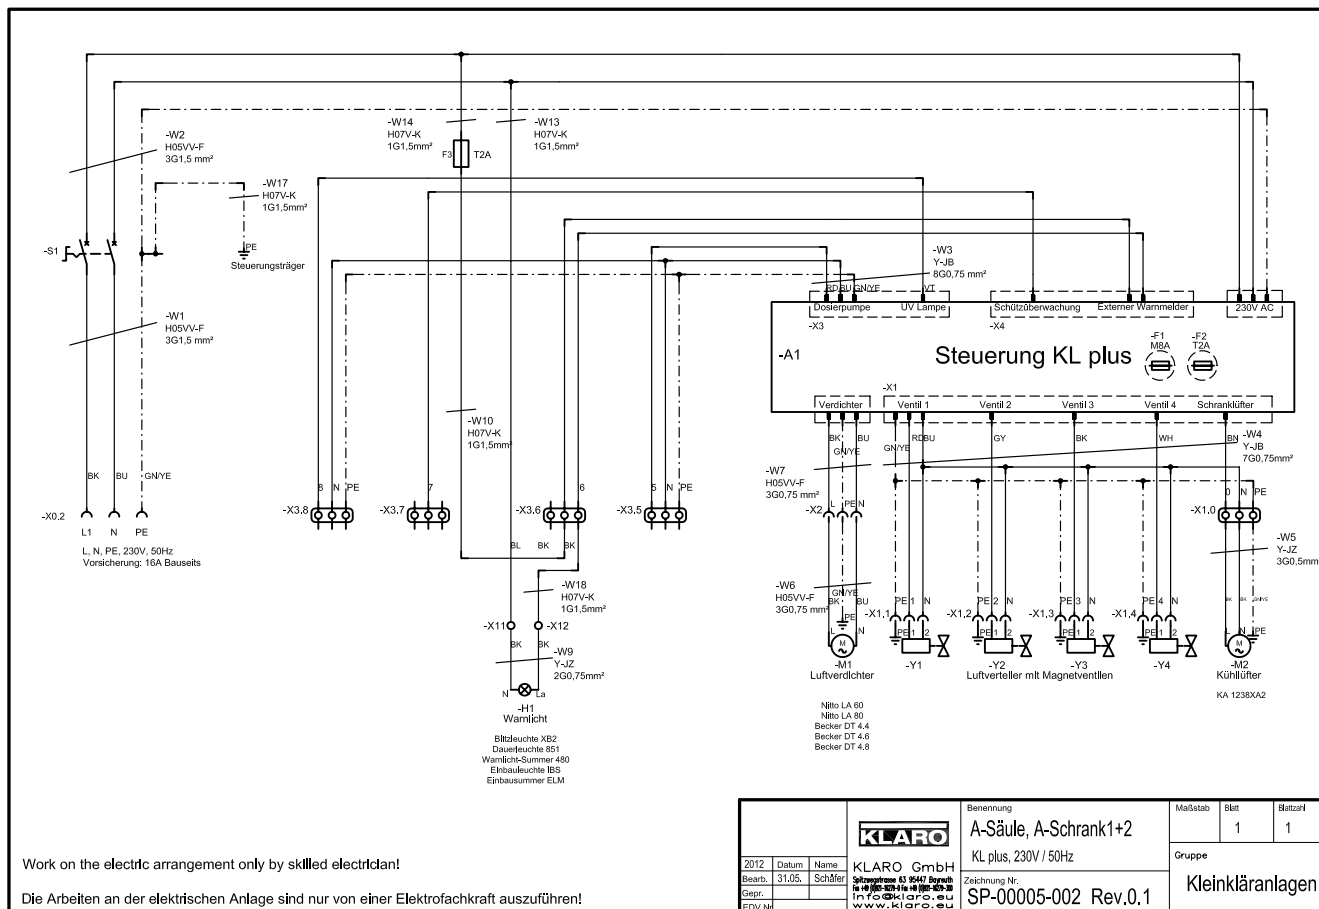 -W14
H07V-K
1G1,5mm²
-W13
H07V-K
1G1,5mm²
F3
T2A
-W2
H05VV-F
3G1,5 mm²
-W17
H07V-K
1G1,5mm²
-S1
PE
Steuerungsträger
-W3
Y-JB
8G0,75 mm²
RD BU GN/YE
VT
Dosierpumpe
UV Lampe
Schützüberwachung
Externer Warnmelder
230V AC
-X3
-X4
-W1
H05VV-F
3G1,5 mm²
-A1
Steuerung KL plus
-F1
M8A
-F2
T2A
-X1
Verdichter
Ventil 1
Ventil 2
Ventil 3
Ventil 4
Schranklüfter
-W10
H07V-K
1G1,5mm²
BK
GN/YE
BU
GN/YE
RD BU
GY
BK
WH
BN
-W4
Y-JB
7G0,75mm²
-W7
H05VV-F
3G0,75 mm²
BK
BU
GN/YE
8 N PE
7
6
5 N PE
0 N PE
-X0.2
L1 N PE
-X3.8
-X3.7
-X3.6
-X3.5
-X2
L PE N
-X1.0
L, N, PE, 230V, 50Hz
Vorsicherung: 16A Bauseits
BL
BK
BK
-W5
Y-JZ
3G0,5mm²
-W18
H07V-K
1G1,5mm²
-W6
H05VV-F
3G0,75 mm²
GN/YE
BK
BU
PE
L
N
PE 1 N
PE 2 N
PE 3 N
PE 4 N
BK
BK
GN/YE
-X11
-X12
-X1,1
-X1,2
-X1,3
-X1,4
PE 1 2
PE 1 2
PE 1 2
PE 1 2
L N PE
BK
BK
-W9
Y-JZ
2G0,75mm²
M
-M1
Luftverdichter
-Y1
-Y2
-Y3
-Y4
Luftverteiler mit Magnetventilen
M
-M2
Kühllüfter
KA 1238XA2
N
La
-H1
Warnlicht
Blitzleuchte XB2
Dauerleuchte 851
Warnlicht-Summer 480
Einbauleuchte IBS
Einbausummer ELM
Nitto LA 60
Nitto LA 80
Becker DT 4.4
Becker DT 4.6
Becker DT 4.8
Work on the electric arrangement only by skilled electrician!
Die Arbeiten an der elektrischen Anlage sind nur von einer Elektrofachkraft auszuführen!
2012 Datum Name
Bearb. 31.05. Schäfer
Gepr.
EDV Nr
KLARO
KLARO GmbH
Spitzwegstrasse 63 95447 Bayreuth
info@klaro.eu
www.klaro.eu
Benennung
A-Säule, A-Schrank1+2
KL plus, 230V / 50Hz
Zeichnung Nr.
SP-00005-002 Rev.0.1
Maßstab
Blatt
1
Blattzahl
1
Gruppe
Kleinkläranlagen